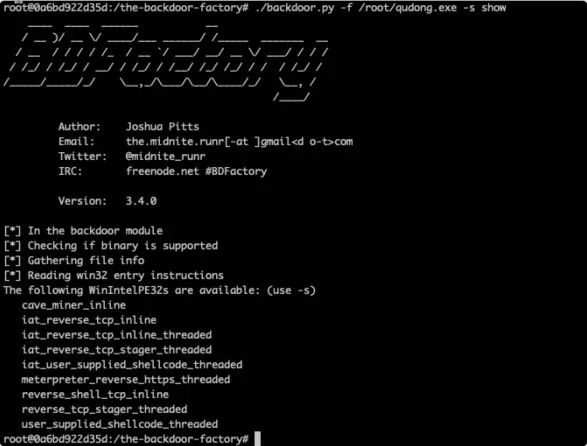 root@0a6bd922d35d:/the-backdoor-factory# ./backdoor.py -f /root/qudong.exe -s show
BDFactory
Author: Joshua Pitts
Email: the.midnite.runr[-at ]gmail<d o-t>com
Twitter: @midnite_runr
IRC: freenode.net #BDFactory
Version: 3.4.0
[*] In the backdoor module
[*] Checking if binary is supported
[*] Gathering file info
[*] Reading win32 entry instructions
The following WinIntelPE32s are available: (use -s)
cave_miner_inline
iat_reverse_tcp_inline
iat_reverse_tcp_inline_threaded
iat_reverse_tcp_stager_threaded
iat_user_supplied_shellcode_threaded
meterpreter_reverse_https_threaded
reverse_shell_tcp_inline
reverse_tcp_stager_threaded
user_supplied_shellcode_threaded
root@0a6bd922d35d:/the-backdoor-factory#